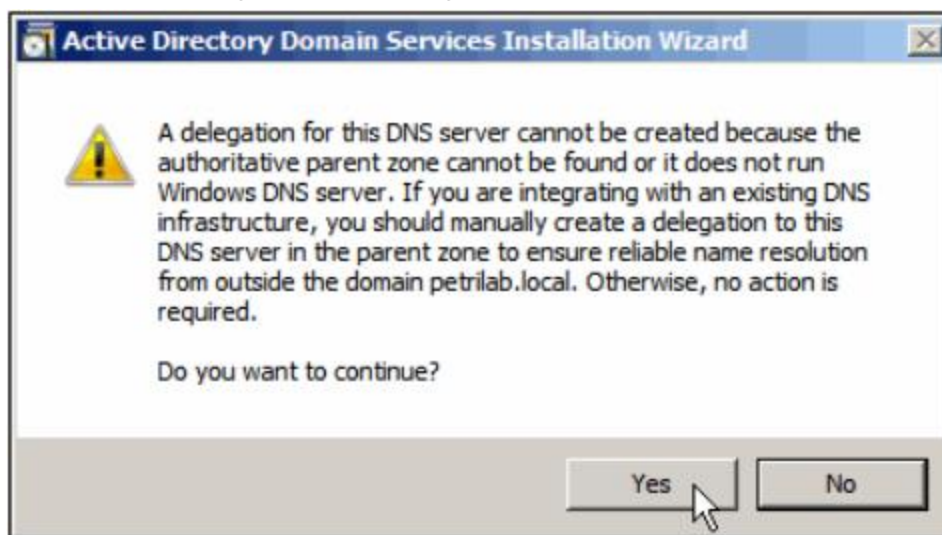 Active Directory Domain Services Installation Wizard
A delegation for this DNS server cannot be created because the
authoritative parent zone cannot be found or it does not run
Windows DNS server. If you are integrating with an existing DNS
infrastructure, you should manually create a delegation to this
DNS server in the parent zone to ensure reliable name resolution
from outside the domain petrilab.local. Otherwise, no action is
required.
Do you want to continue?
Yes No